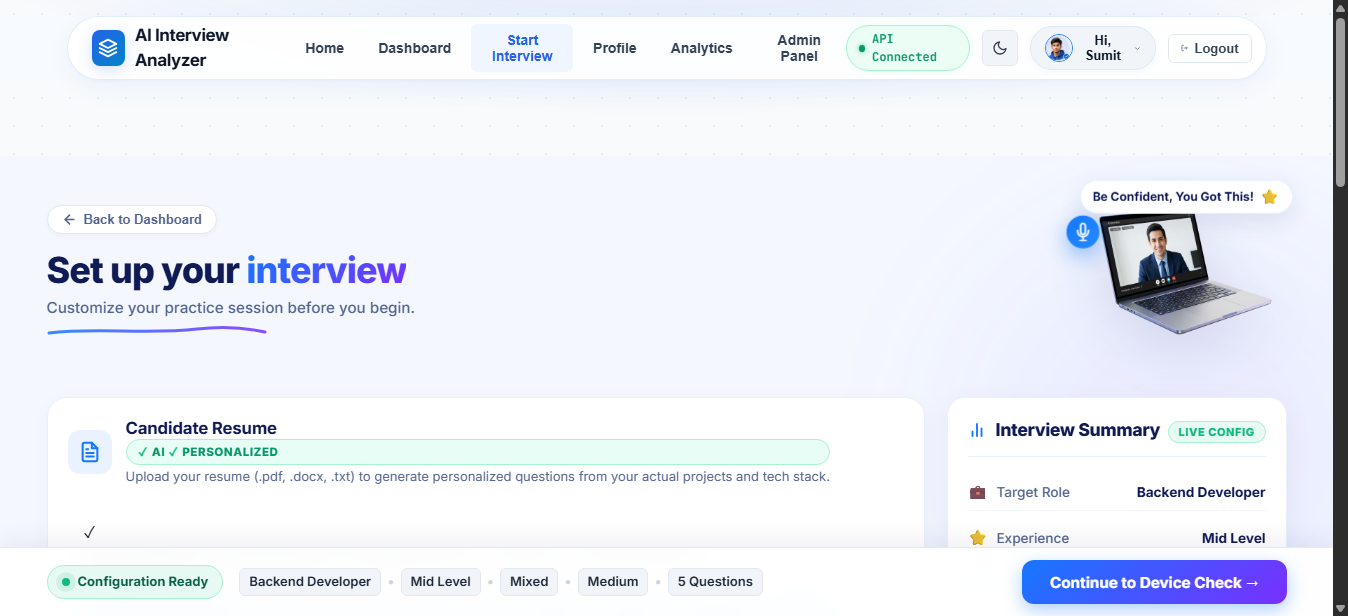 AI Interview
Analyzer
Home
Dashboard
Start
Interview
Profile
Analytics
Admin
Panel
API
Connected
Hi,
Sumit
Logout
Be Confident, You Got This! ⭐
← Back to Dashboard
Set up your interview
Customize your practice session before you begin.
Candidate Resume
✓ AI ✓ PERSONALIZED
Upload your resume (.pdf, .docx, .txt) to generate personalized questions from your actual projects and tech stack.
✓
Interview Summary
LIVE CONFIG
Target Role
Backend Developer
Experience
Mid Level
Configuration Ready
Backend Developer • Mid Level • Mixed • Medium • 5 Questions
Continue to Device Check →